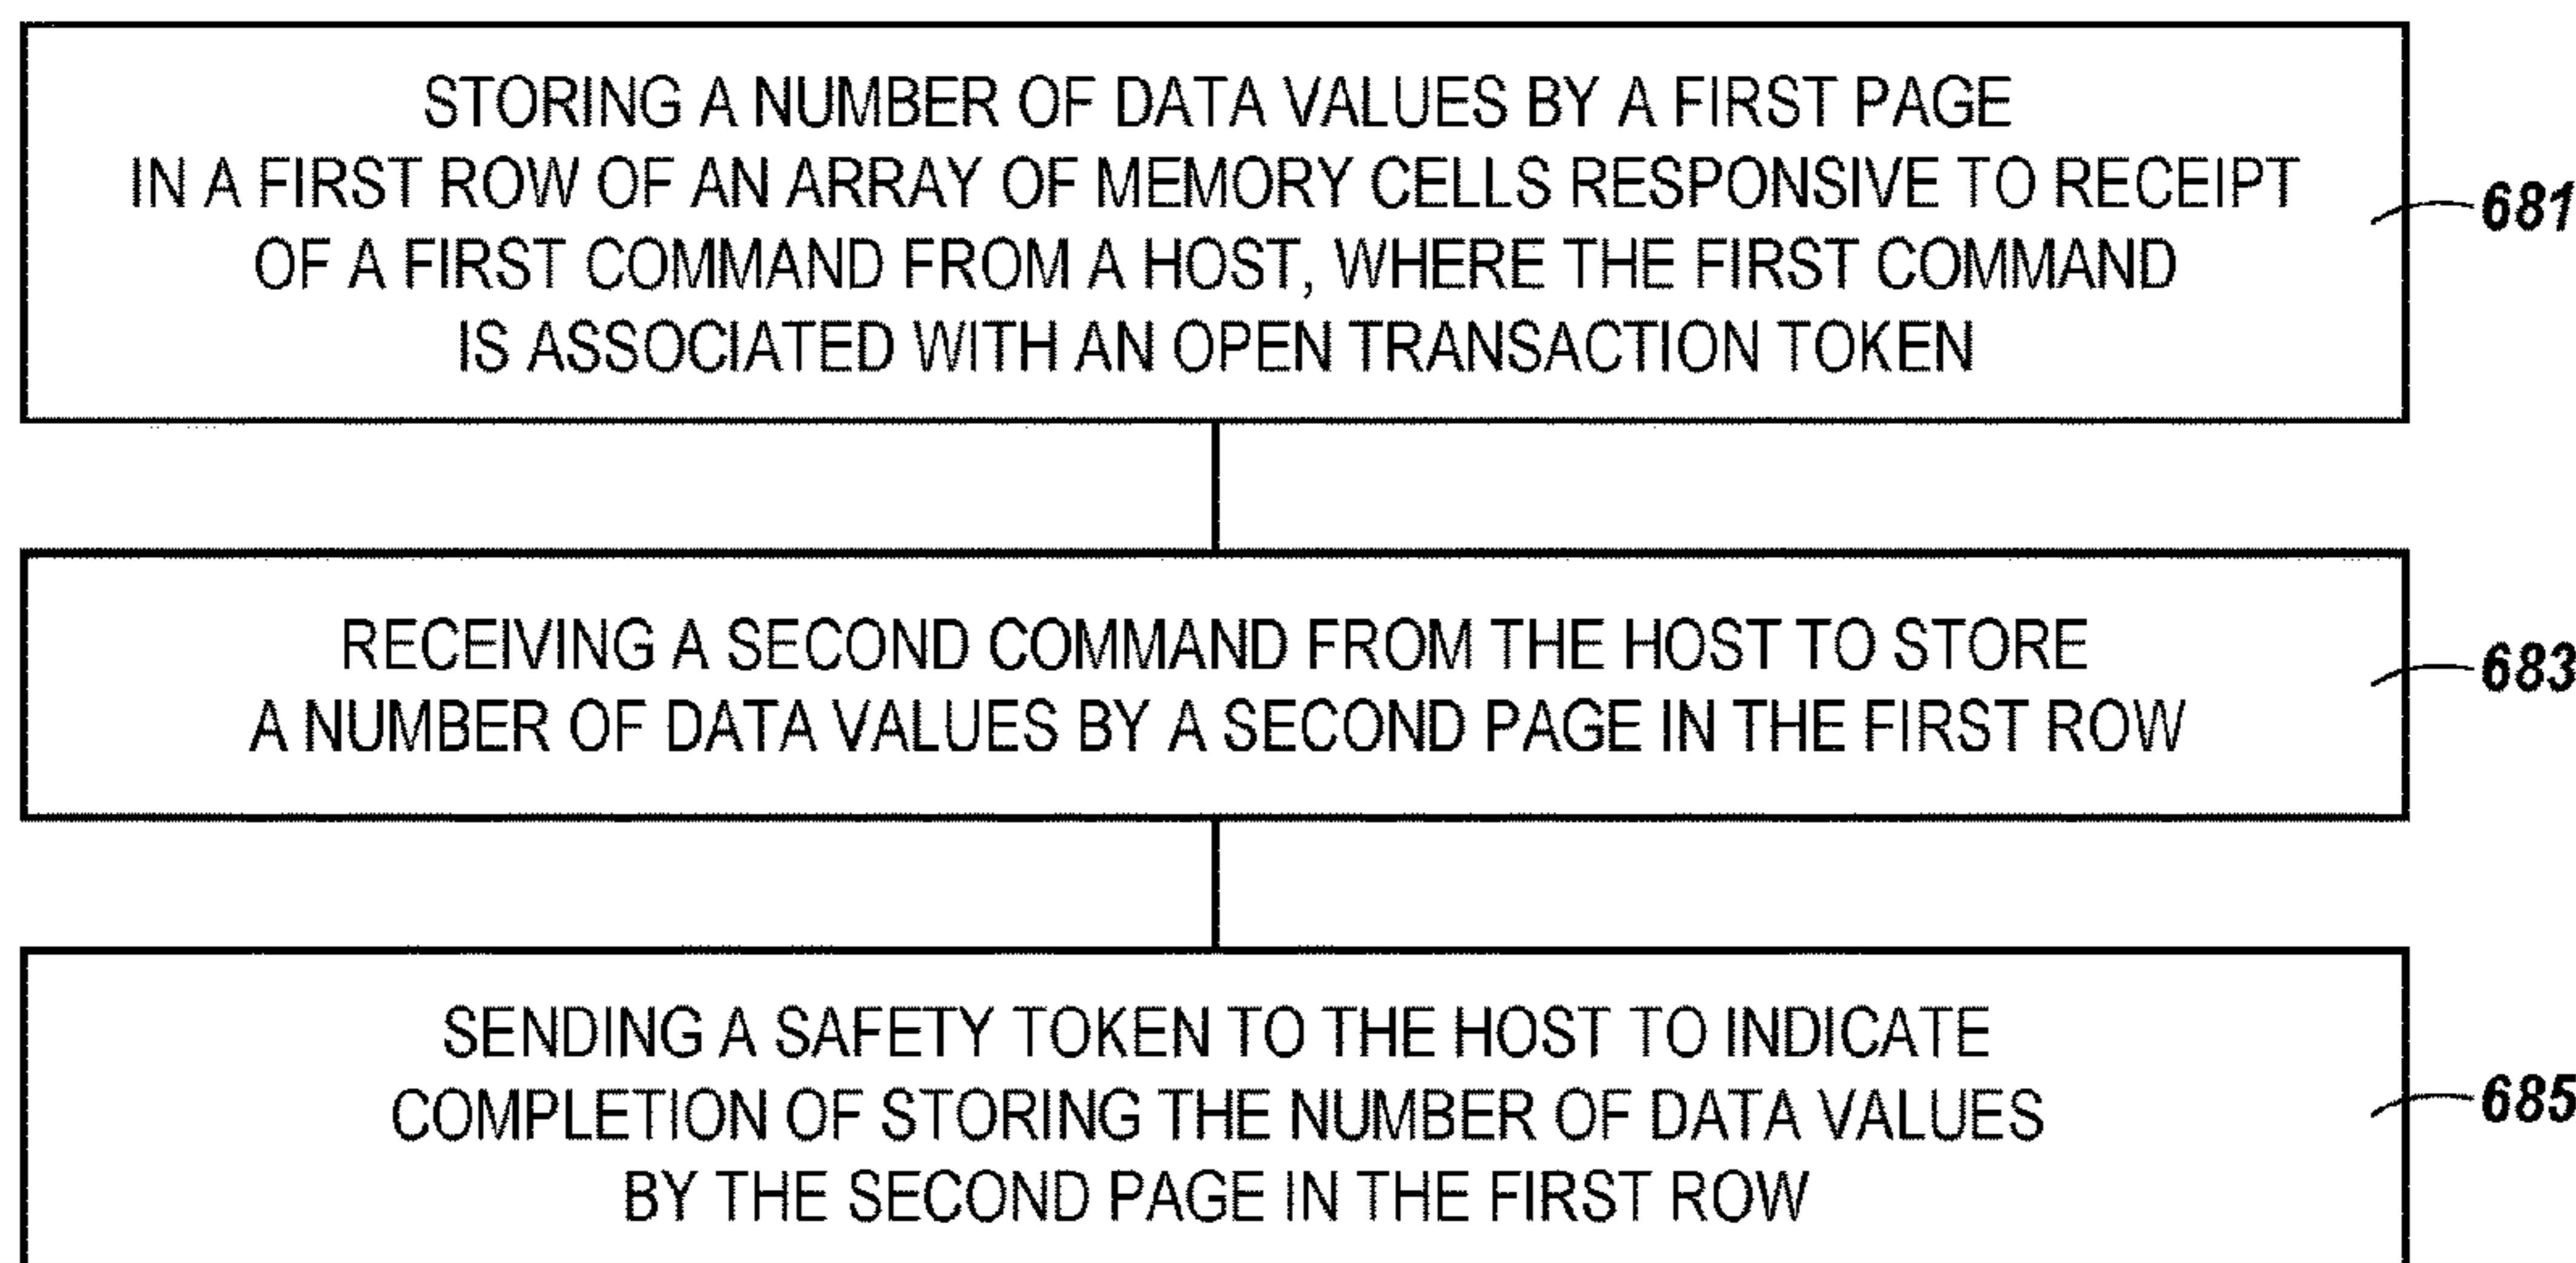 STORING A NUMBER OF DATA VALUES BY A FIRST PAGE
IN A FIRST ROW OF AN ARRAY OF MEMORY CELLS RESPONSIVE TO RECEIPT
OF A FIRST COMMAND FROM A HOST, WHERE THE FIRST COMMAND
IS ASSOCIATED WITH AN OPEN TRANSACTION TOKEN
681
RECEIVING A SECOND COMMAND FROM THE HOST TO STORE
A NUMBER OF DATA VALUES BY A SECOND PAGE IN THE FIRST ROW
683
SENDING A SAFETY TOKEN TO THE HOST TO INDICATE
COMPLETION OF STORING THE NUMBER OF DATA VALUES
BY THE SECOND PAGE IN THE FIRST ROW
685